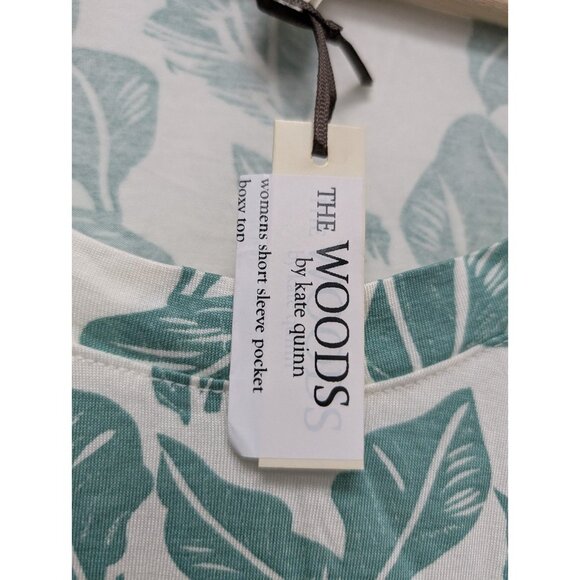 THE WOODS
by kate quinn
womens short sleeve pocket
boxy top